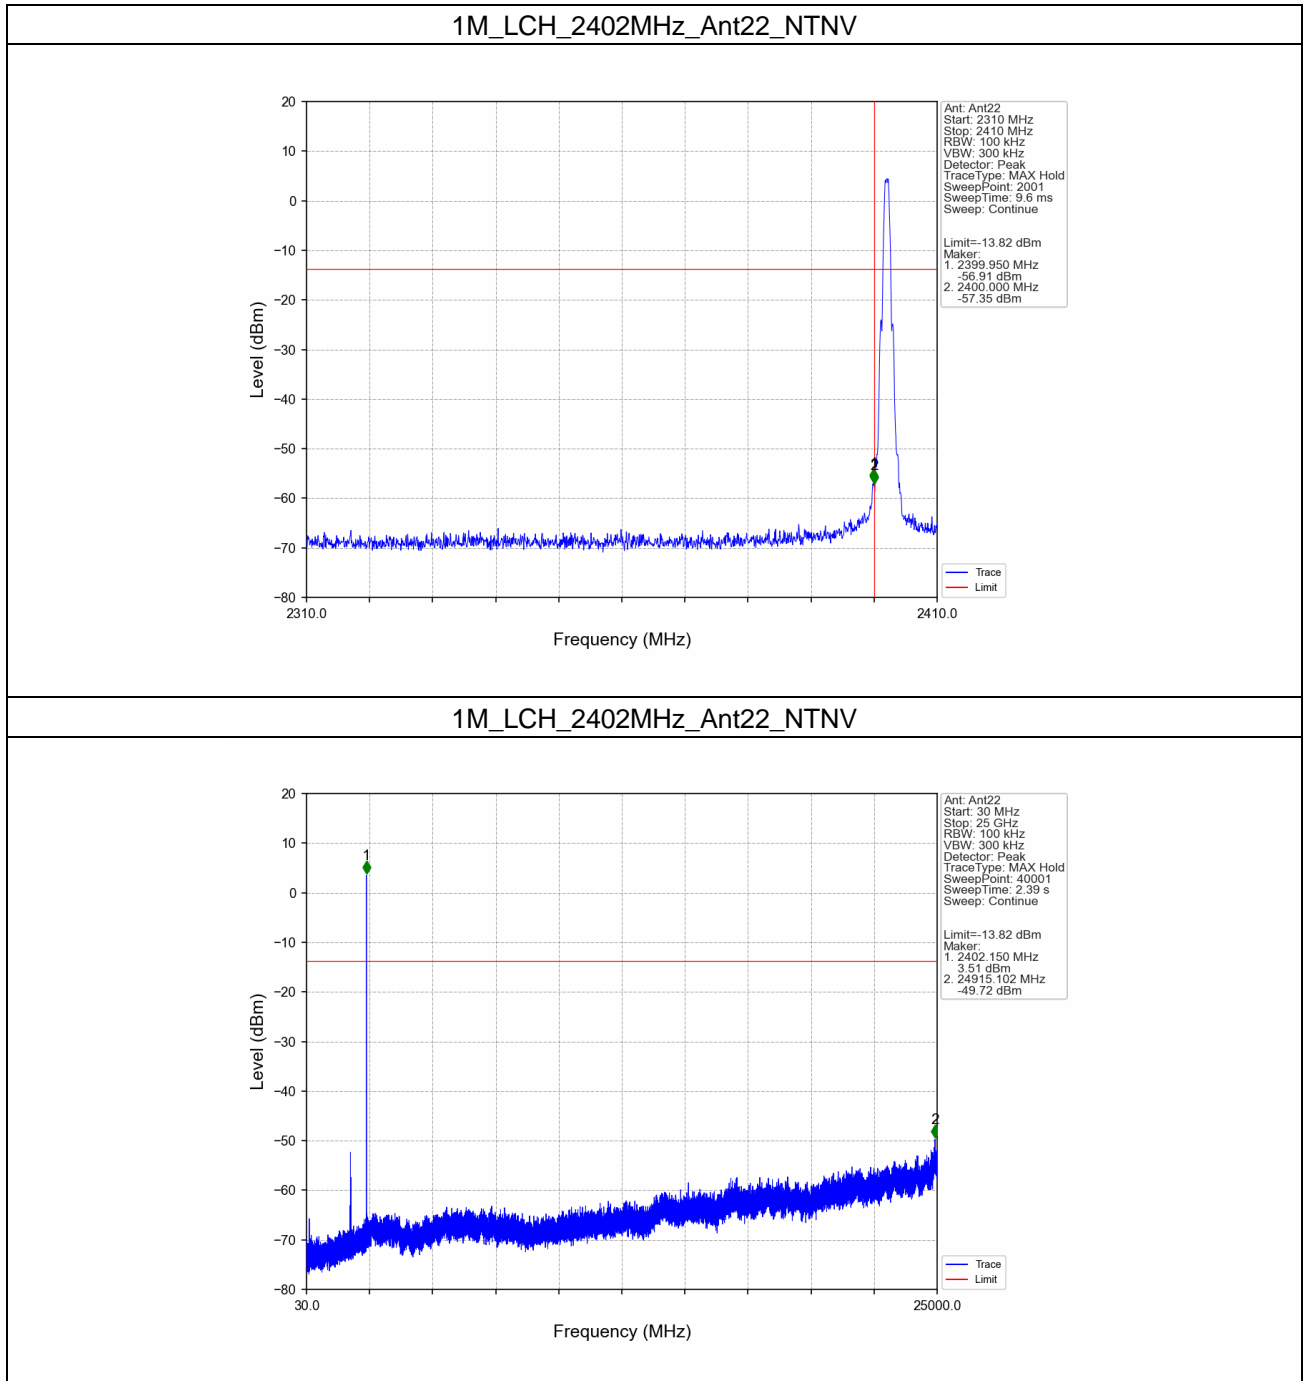 1M_LCH_2402MHz_Ant22_NTNV
20
10
0
−10
−20
−30
−40
−50
−60
−70
−80
Level (dBm)
2
2310.0
2410.0
Frequency (MHz)
Ant: Ant22
Start: 2310 MHz
Stop: 2410 MHz
RBW: 100 kHz
VBW: 300 kHz
Detector: Peak
TraceType: MAX Hold
SweepPoint: 2001
SweepTime: 9.6 ms
Sweep: Continue
Limit=-13.82 dBm
Maker:
1. 2399.950 MHz
-56.91 dBm
2. 2400.000 MHz
-57.35 dBm
Trace
Limit
1M_LCH_2402MHz_Ant22_NTNV
20
10
0
−10
−20
−30
−40
−50
−60
−70
−80
Level (dBm)
1
2
30.0
25000.0
Frequency (MHz)
Ant: Ant22
Start: 30 MHz
Stop: 25 GHz
RBW: 100 kHz
VBW: 300 kHz
Detector: Peak
TraceType: MAX Hold
SweepPoint: 40001
SweepTime: 2.39 s
Sweep: Continue
Limit=-13.82 dBm
Maker:
1. 2402.150 MHz
3.51 dBm
2. 24915.102 MHz
-49.72 dBm
Trace
Limit